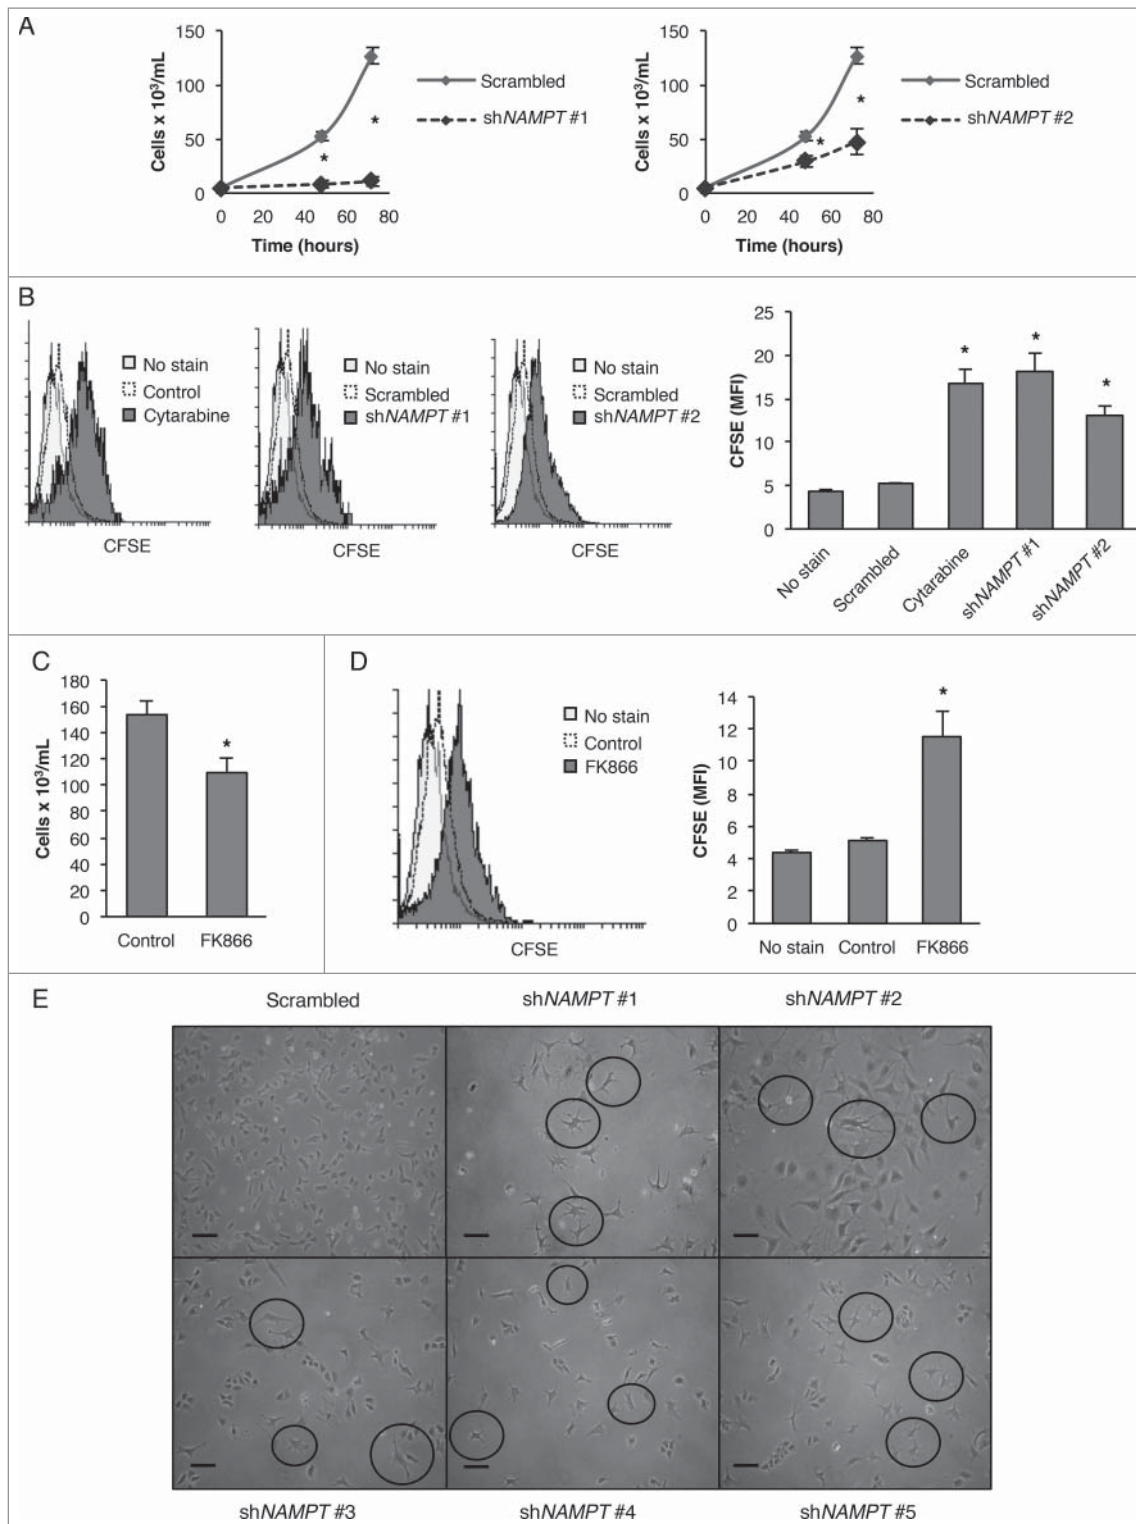 A
150
100
50
0
0 20 40 60 80
Cells x 10³/mL
Time (hours)
Scrambled
*
shNAMPT #1
*
150
100
50
0
0 20 40 60 80
Cells x 10³/mL
Time (hours)
Scrambled
*
shNAMPT #2
*
B
No stain
Control
Cytarabine
CFSE
No stain
Scrambled
shNAMPT #1
CFSE
No stain
Scrambled
shNAMPT #2
CFSE
25
20
15
10
5
0
CFSE (MFI)
* * *
No stain
Scrambled
Cytarabine
shNAMPT #1
shNAMPT #2
C
180
160
140
120
100
80
60
40
20
0
Cells x 10³/mL
*
Control FK866
D
No stain
Control
FK866
CFSE
14
12
10
8
6
4
2
0
CFSE (MFI)
*
No stain Control FK866
E
Scrambled shNAMPT #1 shNAMPT #2
shNAMPT #3 shNAMPT #4 shNAMPT #5